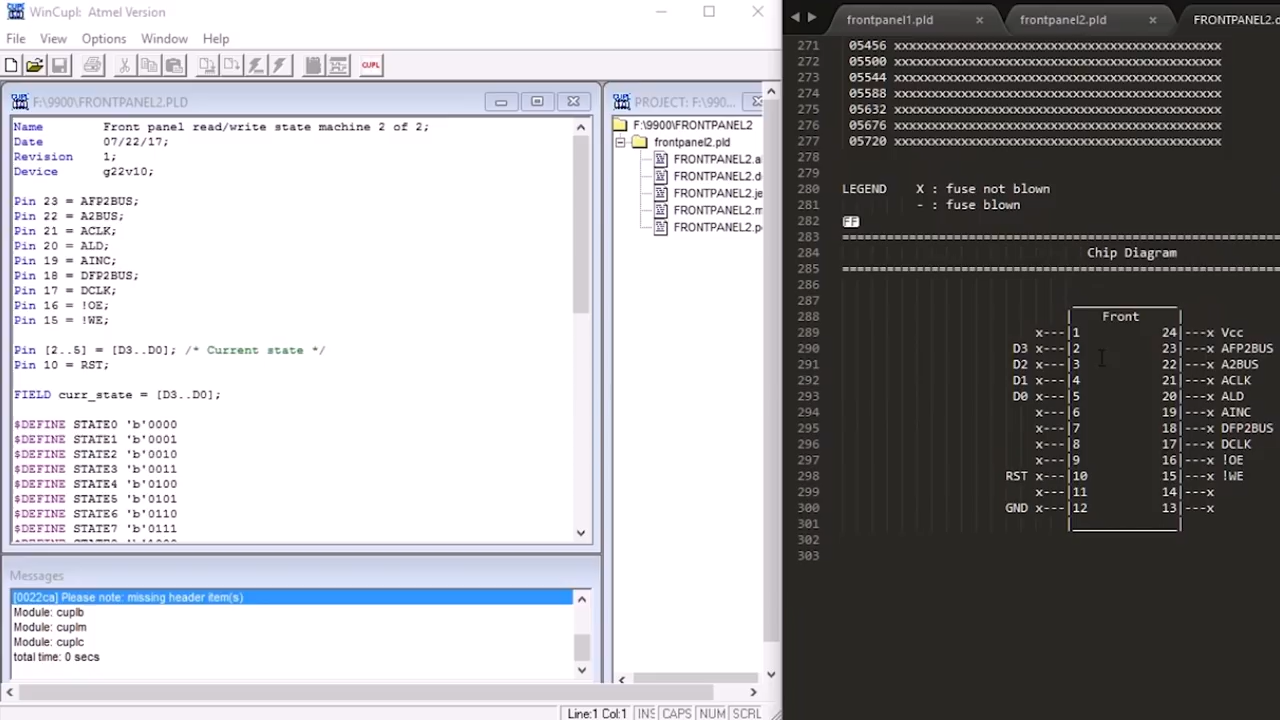 WinCupl: Atmel Version
File View Options Window Help
CUPL
F:\9900\FRONTPANEL2.PLD
Name Front panel read/write state machine 2 of 2;
Date 07/22/17;
Revision 1;
Device g22v10;
Pin 23 = AFP2BUS;
Pin 22 = A2BUS;
Pin 21 = ACLK;
Pin 20 = ALD;
Pin 19 = AINC;
Pin 18 = DFP2BUS;
Pin 17 = DCLK;
Pin 16 = !OE;
Pin 15 = !WE;
Pin [2..5] = [D3..D0]; /* Current state */
Pin 10 = RST;
FIELD curr_state = [D3..D0];
$DEFINE STATE0 'b'0000
$DEFINE STATE1 'b'0001
$DEFINE STATE2 'b'0010
$DEFINE STATE3 'b'0011
$DEFINE STATE4 'b'0100
$DEFINE STATE5 'b'0101
$DEFINE STATE6 'b'0110
$DEFINE STATE7 'b'0111
Messages
[0022ca] Please note: missing header item(s)
Module: cuplb
Module: cuplm
Module: cuplc
total time: 0 secs
Line:1 Col:1 INS CAPS NUM SCRL
PROJECT: F:\990...
F:\9900\FRONTPANEL2
frontpanel2.pld
FRONTPANEL2.a
FRONTPANEL2.d
FRONTPANEL2.je
FRONTPANEL2.m
FRONTPANEL2.p
frontpanel1.pld × frontpanel2.pld × FRONTPANEL2.d
271 05456 xxxxxxxxxxxxxxxxxxxxxxxxxxxxxxxxxxxxxxxxxxxx
272 05500 xxxxxxxxxxxxxxxxxxxxxxxxxxxxxxxxxxxxxxxxxxxx
273 05544 xxxxxxxxxxxxxxxxxxxxxxxxxxxxxxxxxxxxxxxxxxxx
274 05588 xxxxxxxxxxxxxxxxxxxxxxxxxxxxxxxxxxxxxxxxxxxx
275 05632 xxxxxxxxxxxxxxxxxxxxxxxxxxxxxxxxxxxxxxxxxxxx
276 05676 xxxxxxxxxxxxxxxxxxxxxxxxxxxxxxxxxxxxxxxxxxxx
277 05720 xxxxxxxxxxxxxxxxxxxxxxxxxxxxxxxxxxxxxxxxxxxx
278
279
280 LEGEND X : fuse not blown
281 - : fuse blown
282 FF
283 ==========================================================
284 Chip Diagram
285 ==========================================================
286
287
288 | Front |
289 x---|1 24|---x Vcc
290 D3 x---|2 23|---x AFP2BUS
291 D2 x---|3 22|---x A2BUS
292 D1 x---|4 21|---x ACLK
293 D0 x---|5 20|---x ALD
294 x---|6 19|---x AINC
295 x---|7 18|---x DFP2BUS
296 x---|8 17|---x DCLK
297 x---|9 16|---x !OE
298 RST x---|10 15|---x !WE
299 x---|11 14|---x
300 GND x---|12 13|---x
301
302
303